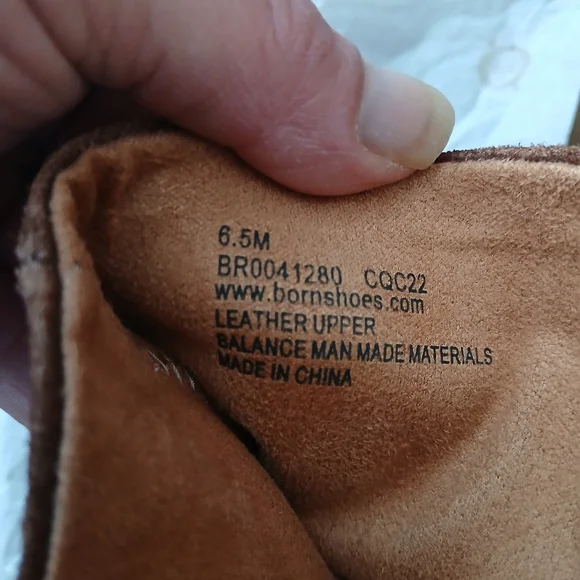 6.5M
BR0041280 CQC22
www.bornshoes.com
LEATHER UPPER
BALANCE MAN MADE MATERIALS
MADE IN CHINA